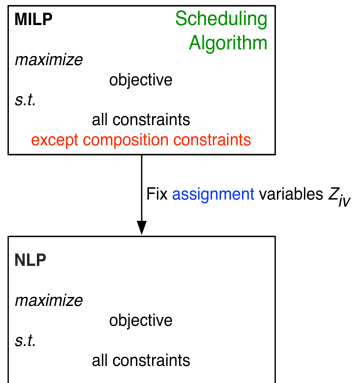 MILP
Scheduling
Algorithm
maximize
objective
s.t.
all constraints
except composition constraints
Fix assignment variables Z_iv
NLP
maximize
objective
s.t.
all constraints